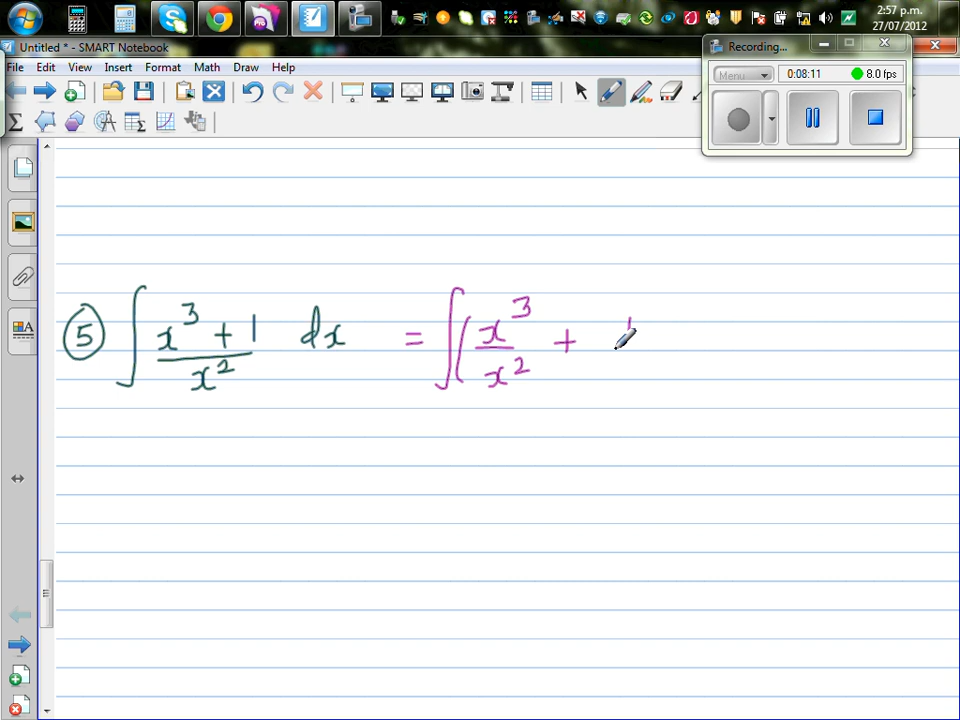 2:57 p.m.
27/07/2012
Untitled * - SMART Notebook
Recording...
File Edit View Insert Format Math Draw Help
Menu 0:08:11 8.0 fps
⑤ ∫ (x³ + 1)/x² dx = ∫( x³/x² + 1